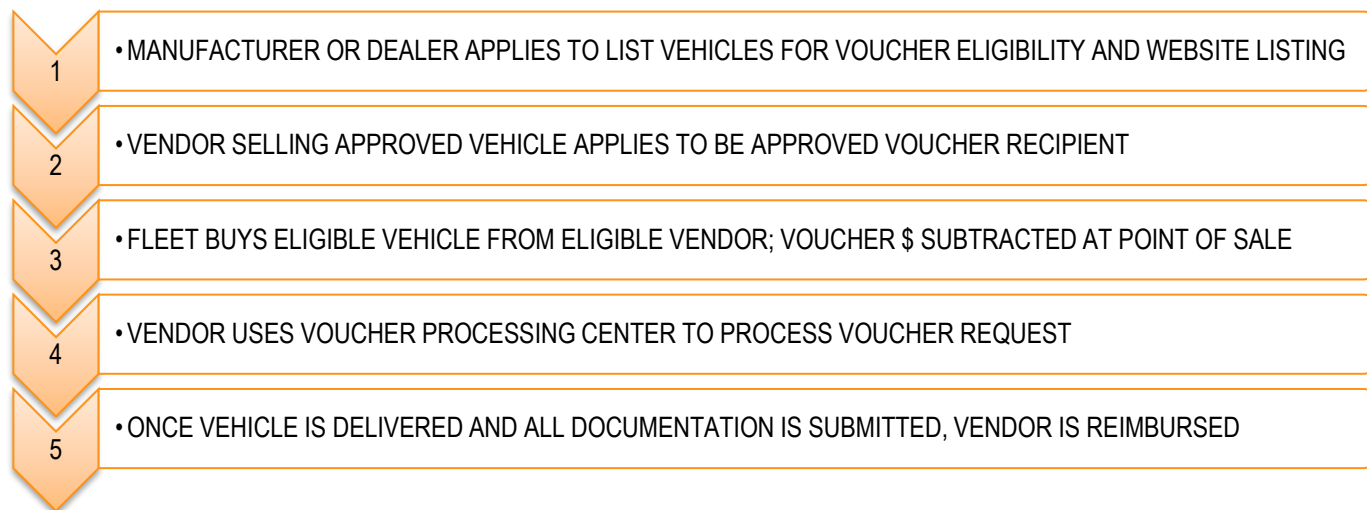 1
• MANUFACTURER OR DEALER APPLIES TO LIST VEHICLES FOR VOUCHER ELIGIBILITY AND WEBSITE LISTING
2
• VENDOR SELLING APPROVED VEHICLE APPLIES TO BE APPROVED VOUCHER RECIPIENT
3
• FLEET BUYS ELIGIBLE VEHICLE FROM ELIGIBLE VENDOR; VOUCHER $ SUBTRACTED AT POINT OF SALE
4
• VENDOR USES VOUCHER PROCESSING CENTER TO PROCESS VOUCHER REQUEST
5
• ONCE VEHICLE IS DELIVERED AND ALL DOCUMENTATION IS SUBMITTED, VENDOR IS REIMBURSED